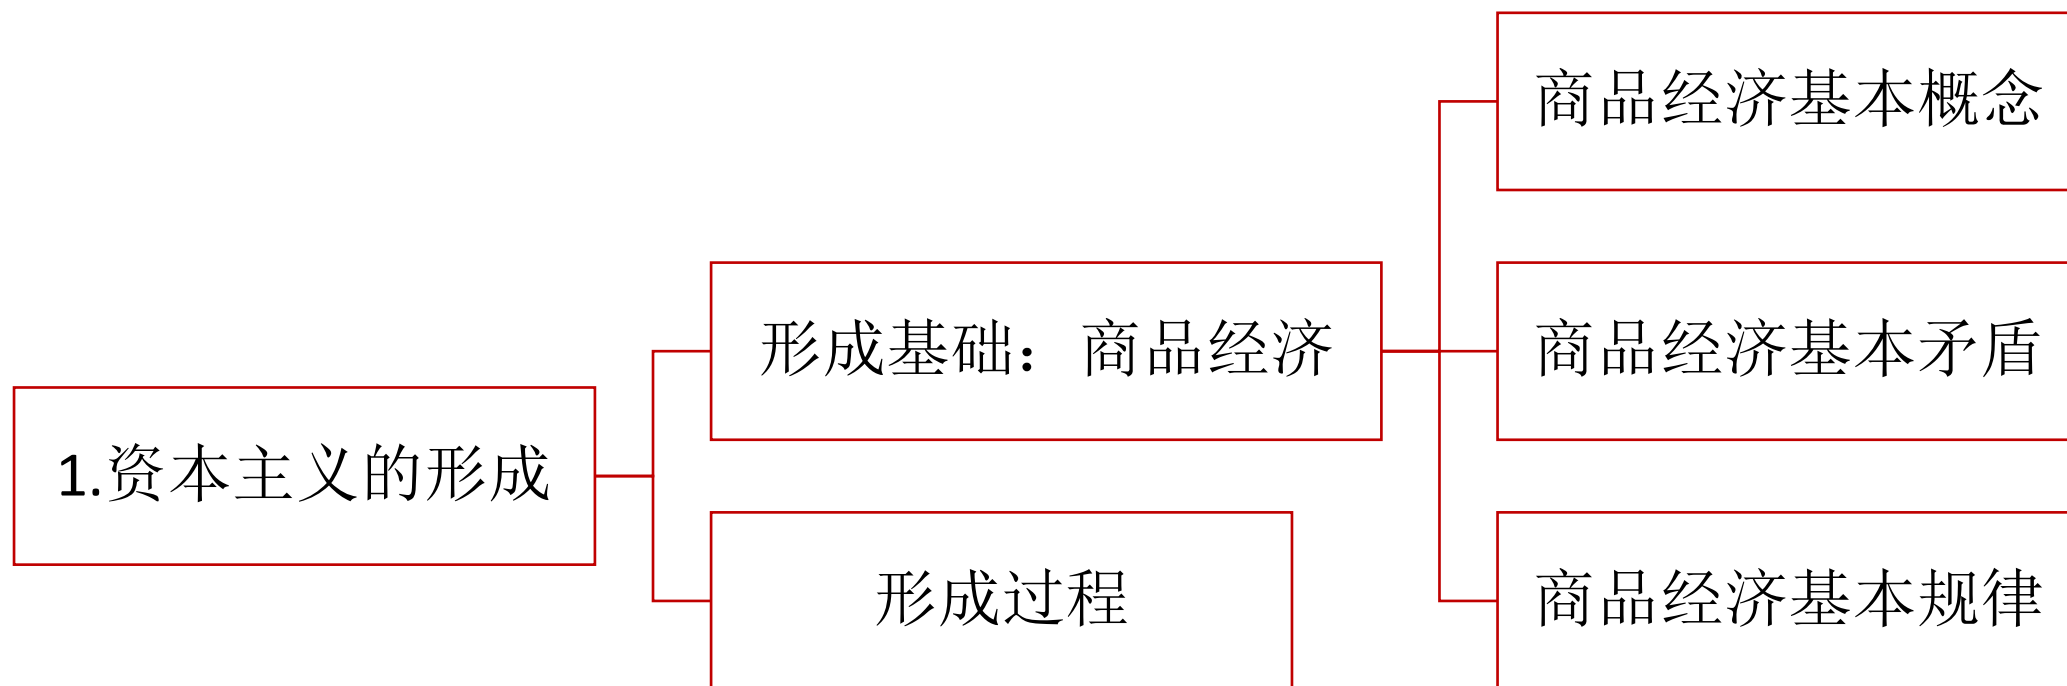 商品经济基本概念
形成基础：商品经济
商品经济基本矛盾
1.资本主义的形成
形成过程
商品经济基本规律